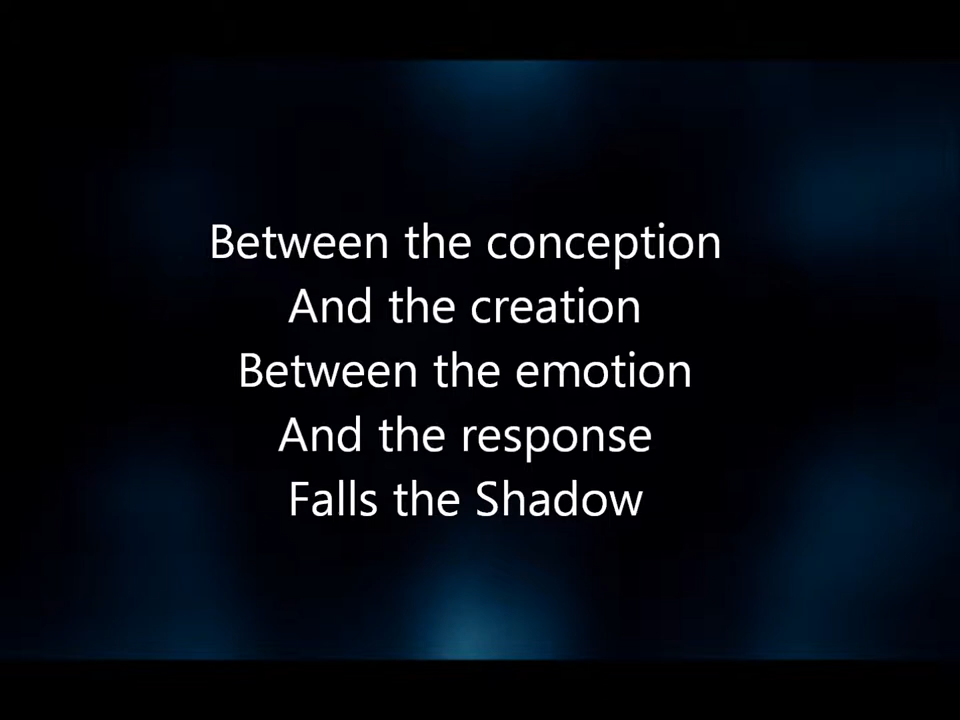 Between the conception
And the creation
Between the emotion
And the response
Falls the Shadow